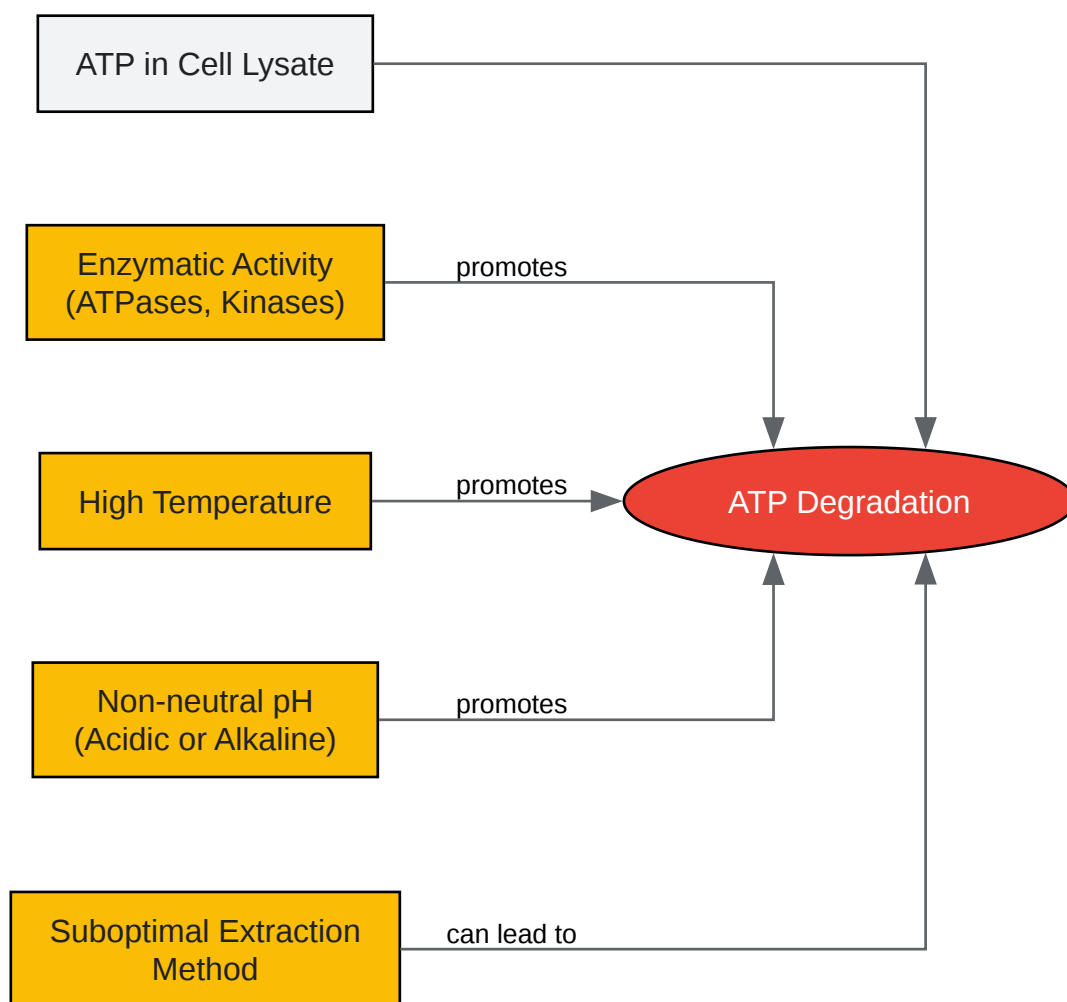 ATP in Cell Lysate
Enzymatic Activity
(ATPases, Kinases)
promotes
High Temperature
promotes
ATP Degradation
Non-neutral pH
(Acidic or Alkaline)
promotes
Suboptimal Extraction
Method
can lead to